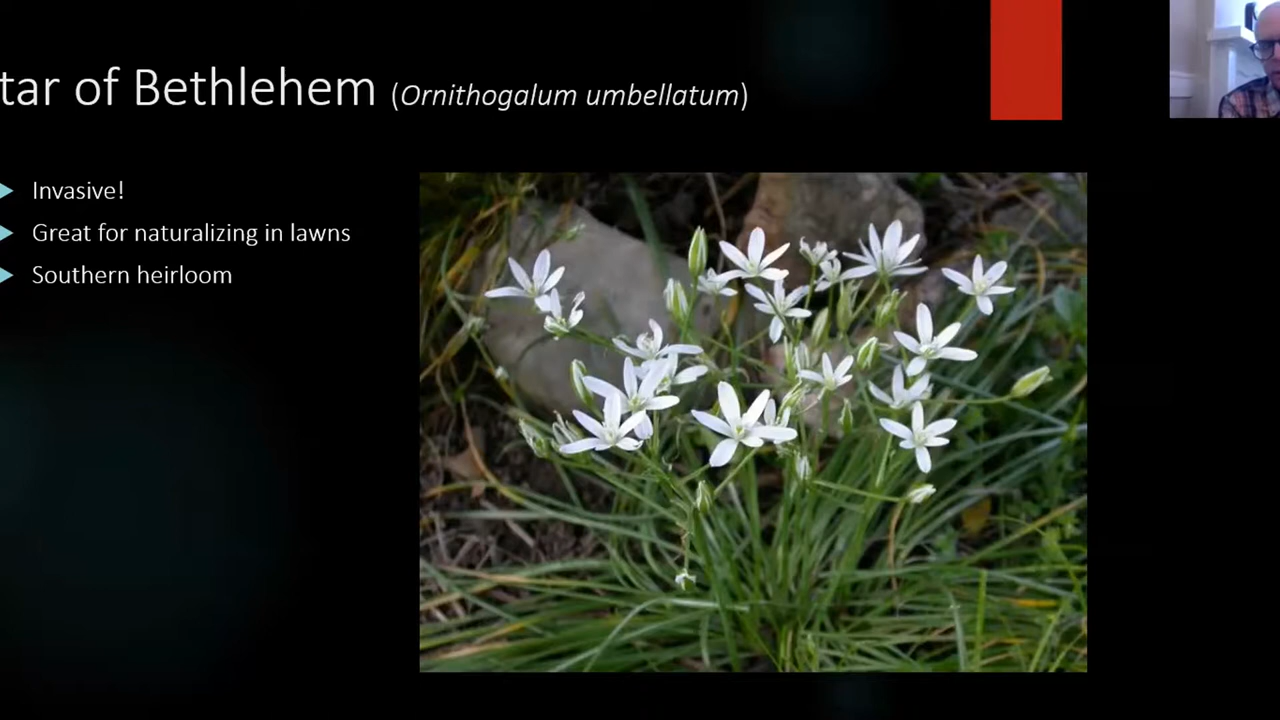 tar of Bethlehem (Ornithogalum umbellatum)
Invasive!
Great for naturalizing in lawns
Southern heirloom